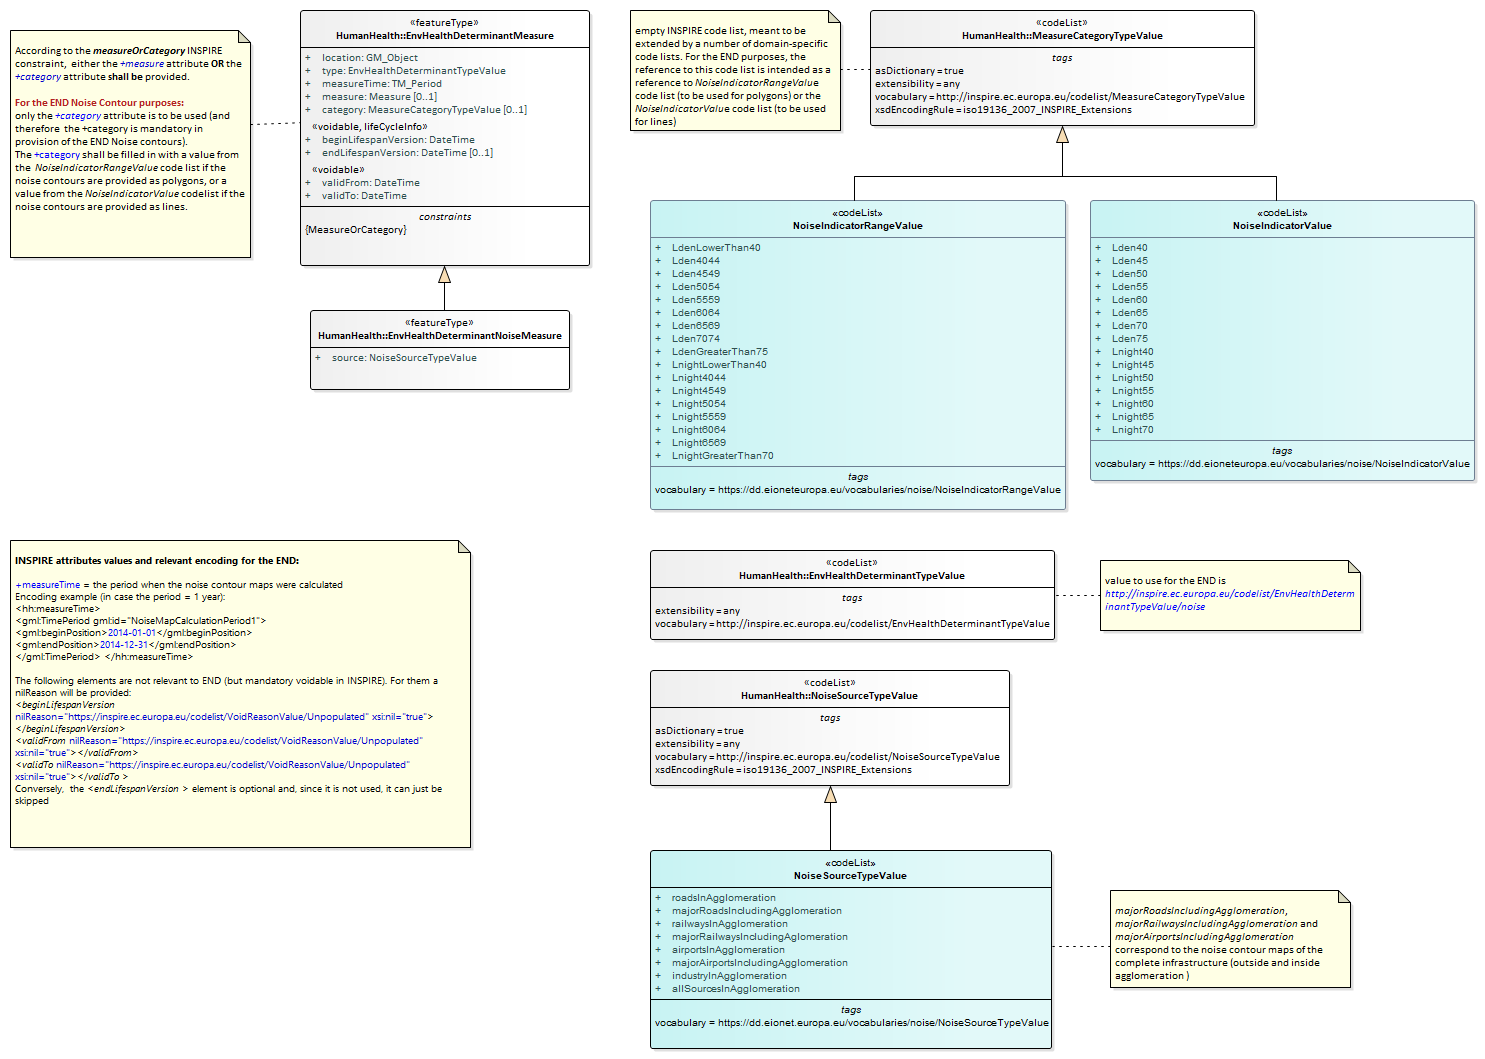 According to the measureOrCategory INSPIRE
constraint, either the +measure attribute OR the
+category attribute shall be provided.
For the END Noise Contour purposes:
only the +category attribute is to be used (and
therefore the +category is mandatory in
provision of the END Noise contours).
The +category shall be filled in with a value from
the NoiseIndicatorRangeValue code list if the
noise contours are provided as polygons, or a
value from the NoiseIndicatorValue codelist if the
noise contours are provided as lines.
«featureType»
HumanHealth::EnvHealthDeterminantMeasure
+ location: GM_Object
+ type: EnvHealthDeterminantTypeValue
+ measureTime: TM_Period
+ measure: Measure [0..1]
+ category: MeasureCategoryTypeValue [0..1]
«voidable, lifeCycleInfo»
+ beginLifespanVersion: DateTime
+ endLifespanVersion: DateTime [0..1]
«voidable»
+ validFrom: DateTime
+ validTo: DateTime
constraints
{MeasureOrCategory}
«featureType»
HumanHealth::EnvHealthDeterminantNoiseMeasure
+ source: NoiseSourceTypeValue
empty INSPIRE code list, meant to be
extended by a number of domain-specific
code lists. For the END purposes, the
reference to this code list is intended as a
reference to NoiseIndicatorRangeValue
code list (to be used for polygons) or the
NoiseIndicatorValue code list (to be used
for lines)
«codeList»
HumanHealth::MeasureCategoryTypeValue
tags
asDictionary = true
extensibility = any
vocabulary = http://inspire.ec.europa.eu/codelist/MeasureCategoryTypeValue
xsdEncodingRule = iso19136_2007_INSPIRE_Extensions
«codeList»
NoiseIndicatorRangeValue
+ LdenLowerThan40
+ Lden4044
+ Lden4549
+ Lden5054
+ Lden5559
+ Lden6064
+ Lden6569
+ Lden7074
+ LdenGreaterThan75
+ LnightLowerThan40
+ Lnight4044
+ Lnight4549
+ Lnight5054
+ Lnight5559
+ Lnight6064
+ Lnight6569
+ LnightGreaterThan70
tags
vocabulary = https://dd.eioneteuropa.eu/vocabularies/noise/NoiseIndicatorRangeValue
«codeList»
NoiseIndicatorValue
+ Lden40
+ Lden45
+ Lden50
+ Lden55
+ Lden60
+ Lden65
+ Lden70
+ Lden75
+ Lnight40
+ Lnight45
+ Lnight50
+ Lnight55
+ Lnight60
+ Lnight65
+ Lnight70
tags
vocabulary = https://dd.eioneteuropa.eu/vocabularies/noise/NoiseIndicatorValue
INSPIRE attributes values and relevant encoding for the END:
+measureTime = the period when the noise contour maps were calculated
Encoding example (in case the period = 1 year):
<hh:measureTime>
<gml:TimePeriod gml:id="NoiseMapCalculationPeriod1">
<gml:beginPosition>2014-01-01</gml:beginPosition>
<gml:endPosition>2014-12-31</gml:endPosition>
</gml:TimePeriod> </hh:measureTime>
The following elements are not relevant to END (but mandatory voidable in INSPIRE). For them a
nilReason will be provided:
<beginLifespanVersion
nilReason="https://inspire.ec.europa.eu/codelist/VoidReasonValue/Unpopulated" xsi:nil="true">
</beginLifespanVersion>
<validFrom nilReason="https://inspire.ec.europa.eu/codelist/VoidReasonValue/Unpopulated"
xsi:nil="true"></validFrom>
<validTo nilReason="https://inspire.ec.europa.eu/codelist/VoidReasonValue/Unpopulated"
xsi:nil="true"></validTo >
Conversely, the <endLifespanVersion > element is optional and, since it is not used, it can just be
skipped
«codeList»
HumanHealth::EnvHealthDeterminantTypeValue
tags
extensibility = any
vocabulary = http://inspire.ec.europa.eu/codelist/EnvHealthDeterminantTypeValue
value to use for the END is
http://inspire.ec.europa.eu/codelist/EnvHealthDeterm
inantTypeValue/noise
«codeList»
HumanHealth::NoiseSourceTypeValue
tags
asDictionary = true
extensibility = any
vocabulary = http://inspire.ec.europa.eu/codelist/NoiseSourceTypeValue
xsdEncodingRule = iso19136_2007_INSPIRE_Extensions
«codeList»
NoiseSourceTypeValue
+ roadsInAgglomeration
+ majorRoadsIncludingAgglomeration
+ railwaysInAgglomeration
+ majorRailwaysIncludingAglomeration
+ airportsInAgglomeration
+ majorAirportsIncludingAgglomeration
+ industryInAgglomeration
+ allSourcesInAgglomeration
tags
vocabulary = https://dd.eionet.europa.eu/vocabularies/noise/NoiseSourceTypeValue
majorRoadsIncludingAgglomeration,
majorRailwaysIncludingAgglomeration and
majorAirportsIncludingAgglomeration
correspond to the noise contour maps of the
complete infrastructure (outside and inside
agglomeration )